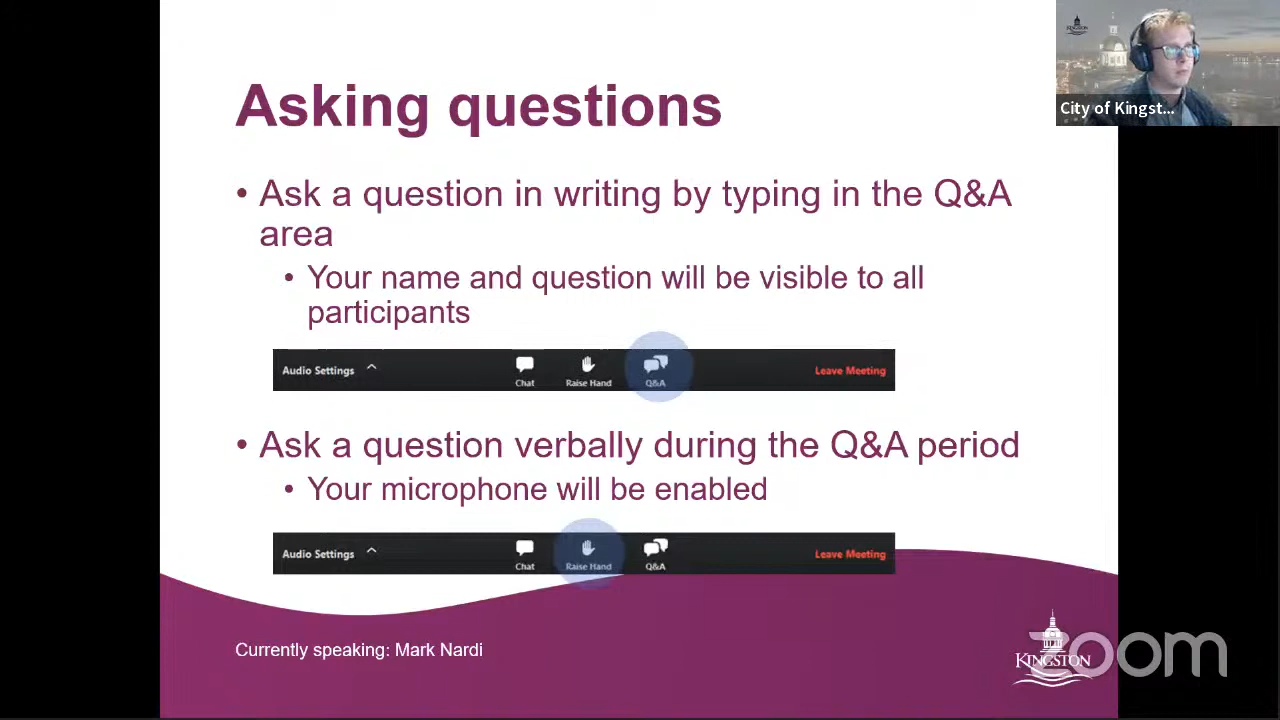 Asking questions
KINGSTON
City of Kingst...
• Ask a question in writing by typing in the Q&A
area
• Your name and question will be visible to all
participants
Audio Settings ^ Chat Raise Hand Q&A Leave Meeting
• Ask a question verbally during the Q&A period
• Your microphone will be enabled
Audio Settings ^ Chat Raise Hand Q&A Leave Meeting
Currently speaking: Mark Nardi
KINGSTON
zoom